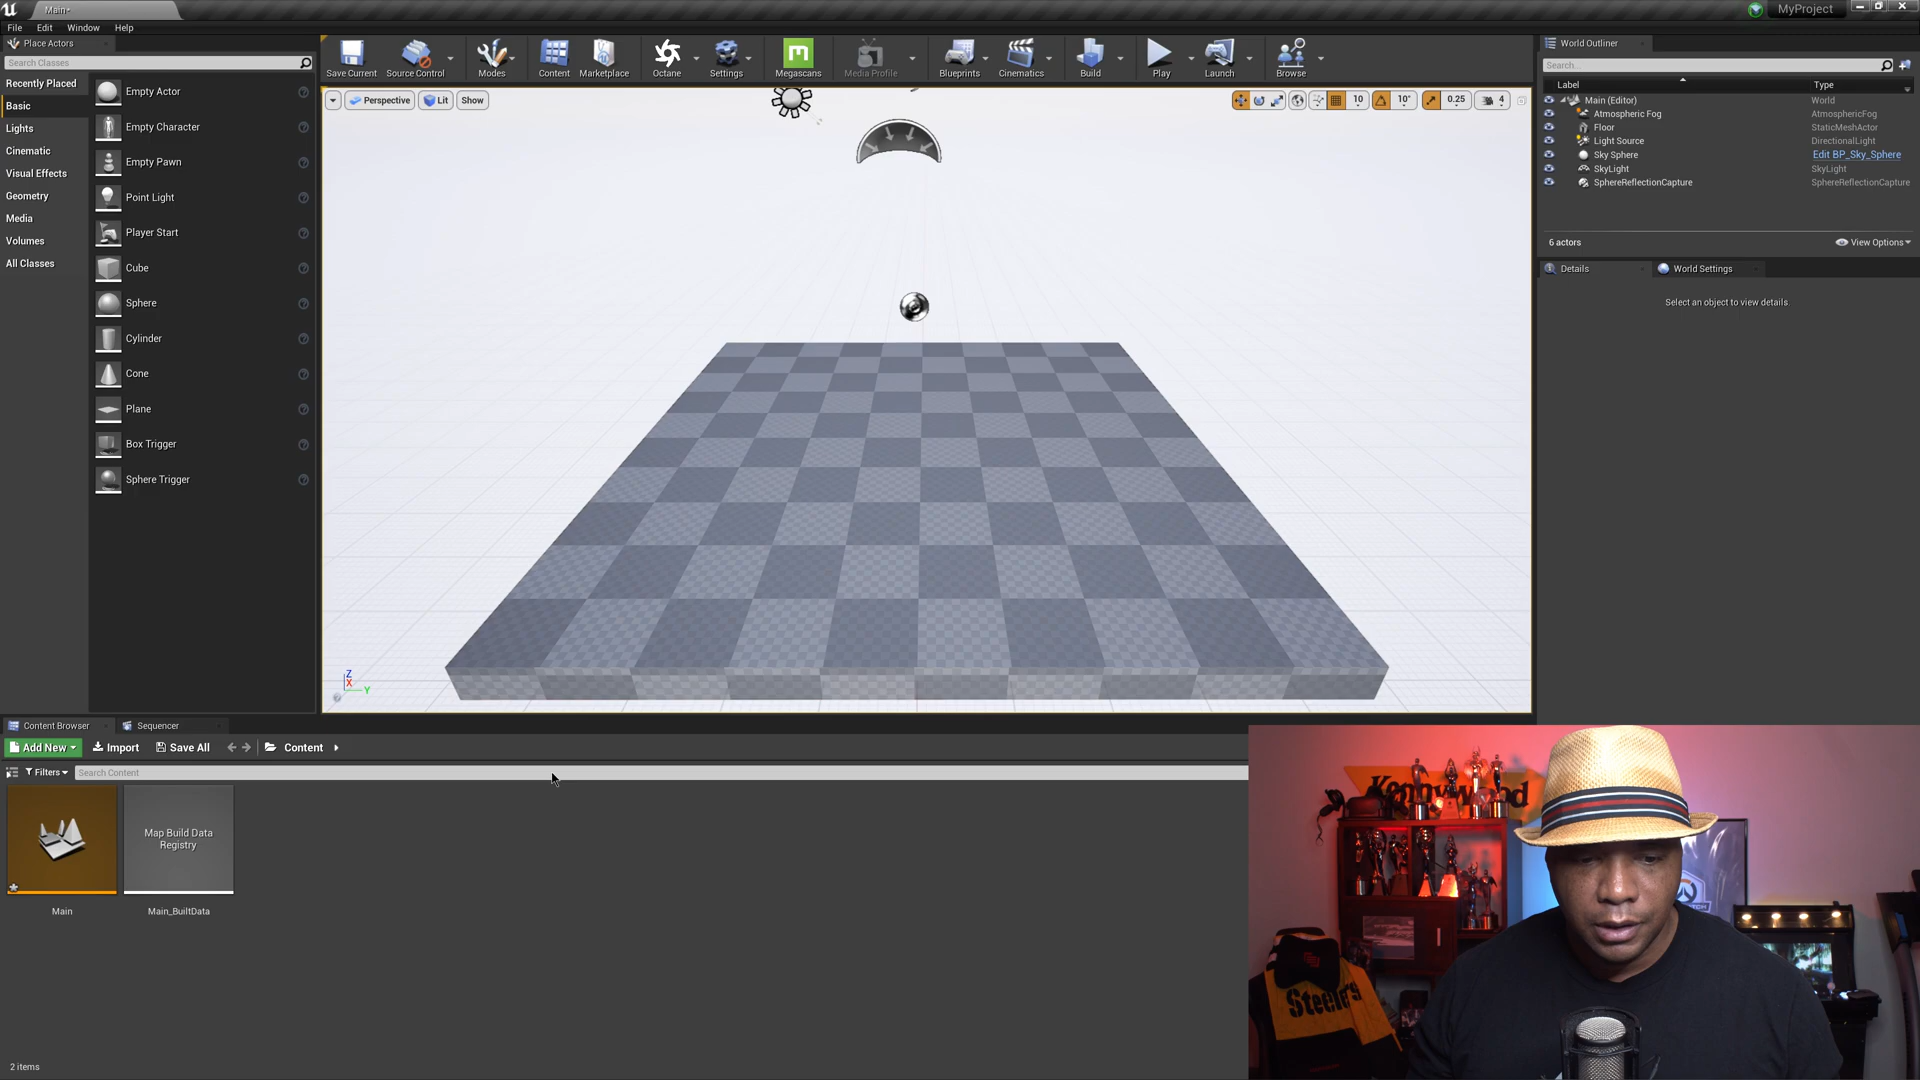 Main•
MyProject
File Edit Window Help
Place Actors
Search Classes
Recently Placed
Basic
Lights
Cinematic
Visual Effects
Geometry
Media
Volumes
All Classes
Empty Actor
Empty Character
Empty Pawn
Point Light
Player Start
Cube
Sphere
Cylinder
Cone
Plane
Box Trigger
Sphere Trigger
Save Current
Source Control
Modes
Content
Marketplace
Octane
Settings
Megascans
Media Profile
Blueprints
Cinematics
Build
Play
Launch
Browse
Perspective Lit Show
10 10° 0.25 4
Z
X
Y
World Outliner
Search...
Label Type
Main (Editor) World
Atmospheric Fog AtmosphericFog
Floor StaticMeshActor
Light Source DirectionalLight
Sky Sphere Edit BP_Sky_Sphere
SkyLight SkyLight
SphereReflectionCapture SphereReflectionCapture
6 actors View Options
Details World Settings
Select an object to view details.
Content Browser Sequencer
Add New Import Save All Content
Filters Search Content
Map Build Data
Registry
Main
Main_BuiltData
2 items
Kennywood
Steelers